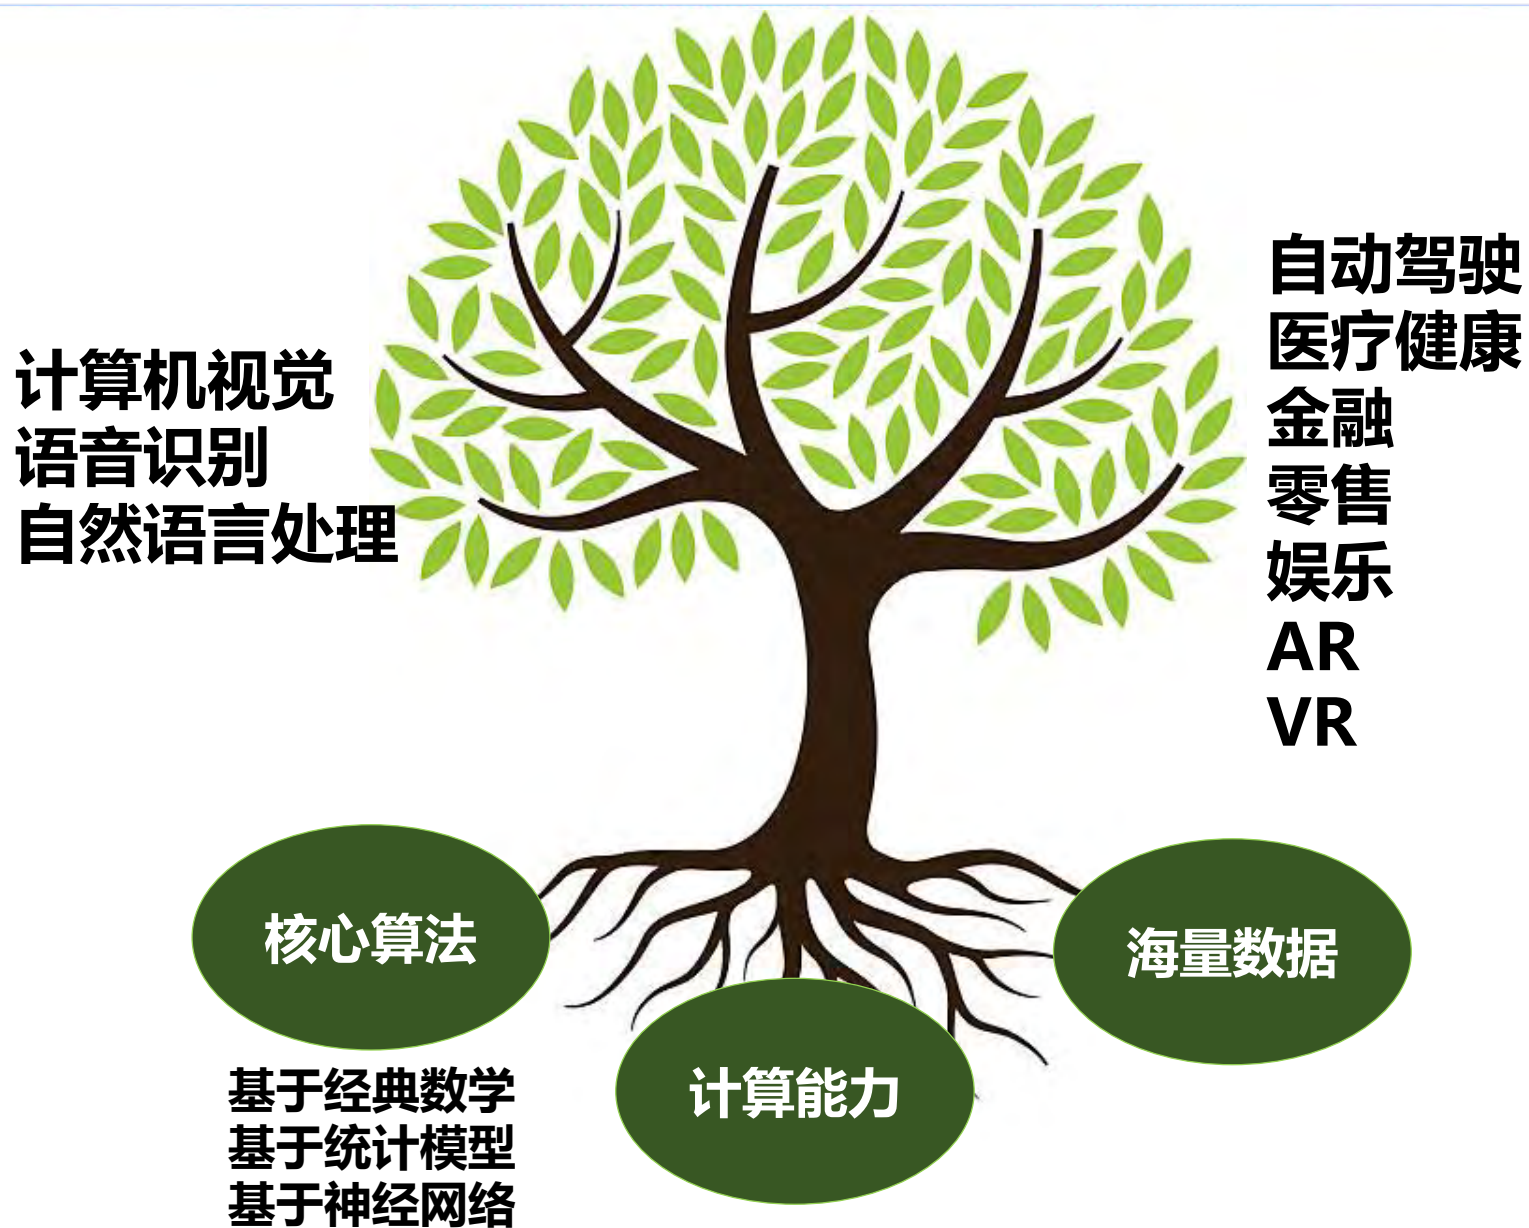 计算机视觉
语音识别
自然语言处理
自动驾驶
医疗健康
金融
零售
娱乐
AR
VR
核心算法
基于经典数学
基于统计模型
基于神经网络
计算能力
海量数据